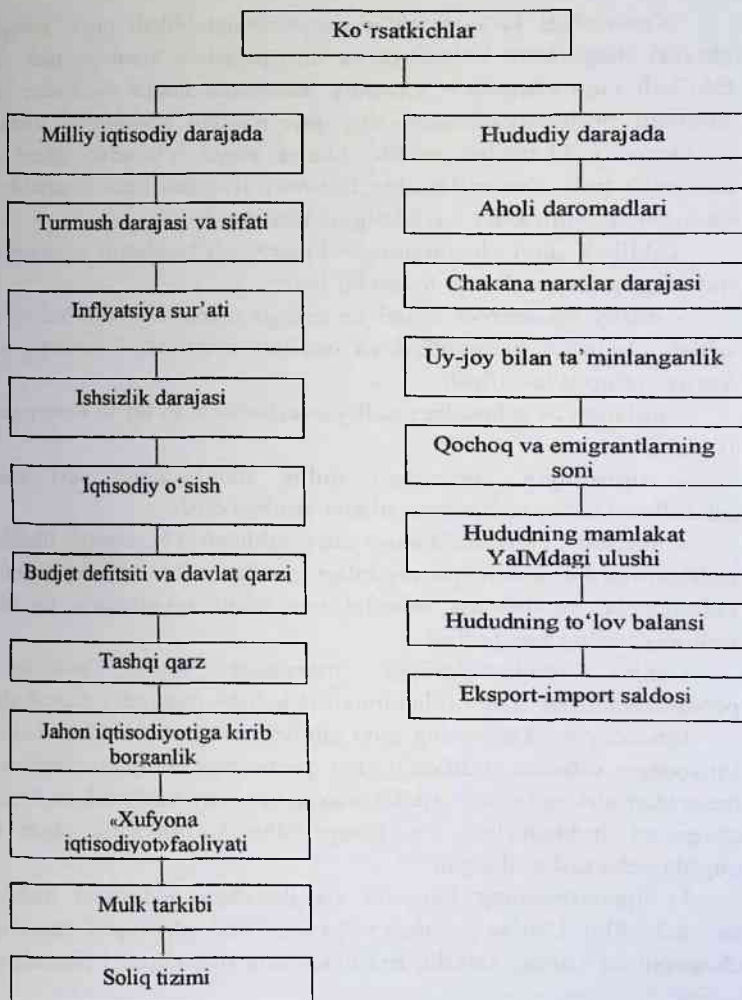 Ko‘rsatkichlar
Milliy iqtisodiy darajada
Turmush darajasi va sifati
Inflyatsiya sur’ati
Ishsizlik darajasi
Iqtisodiy o‘sish
Budjet defitsiti va davlat qarzi
Tashqi qarz
Jahon iqtisodiyotiga kirib
borganlik
«Xufyona
iqtisodiyot»faoliyati
Mulk tarkibi
Soliq tizimi
Hududiy darajada
Aholi daromadlari
Chakana narxlar darajasi
Uy-joy bilan ta’minlanganlik
Qochoq va emigrantlarning
soni
Hududning mamlakat
YaIMdagi ulushi
Hududning to‘lov balansi
Eksport-import saldosi